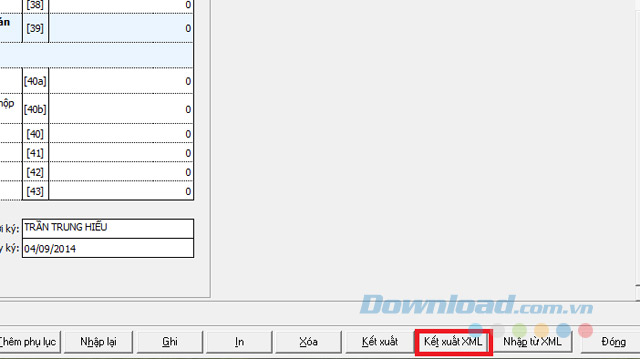 [38] 0
án
[39] 0
[40a] 0
nộp
[40b] 0
[40] 0
[41] 0
[42] 0
[43] 0
ời ký: TRẦN TRUNG HIẾU
y ký: 04/09/2014
Download.com.vn
Thêm phụ lục Nhập lại Ghi In Xóa Kết xuất Kết xuất XML Nhập từ XML Đóng